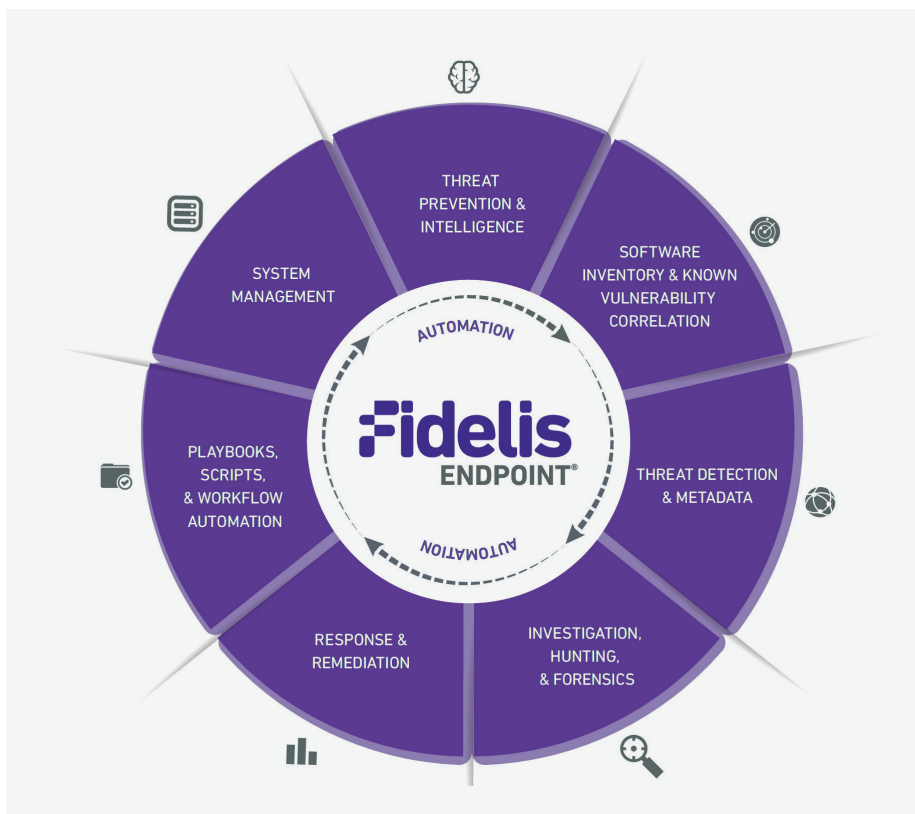 THREAT
PREVENTION &
INTELLIGENCE
SOFTWARE
INVENTORY & KNOWN
VULNERABILITY
CORRELATION
THREAT DETECTION
& METADATA
INVESTIGATION,
HUNTING,
& FORENSICS
RESPONSE &
REMEDIATION
PLAYBOOKS,
SCRIPTS,
& WORKFLOW
AUTOMATION
SYSTEM
MANAGEMENT
AUTOMATION
Fidelis
ENDPOINT®
AUTOMATION